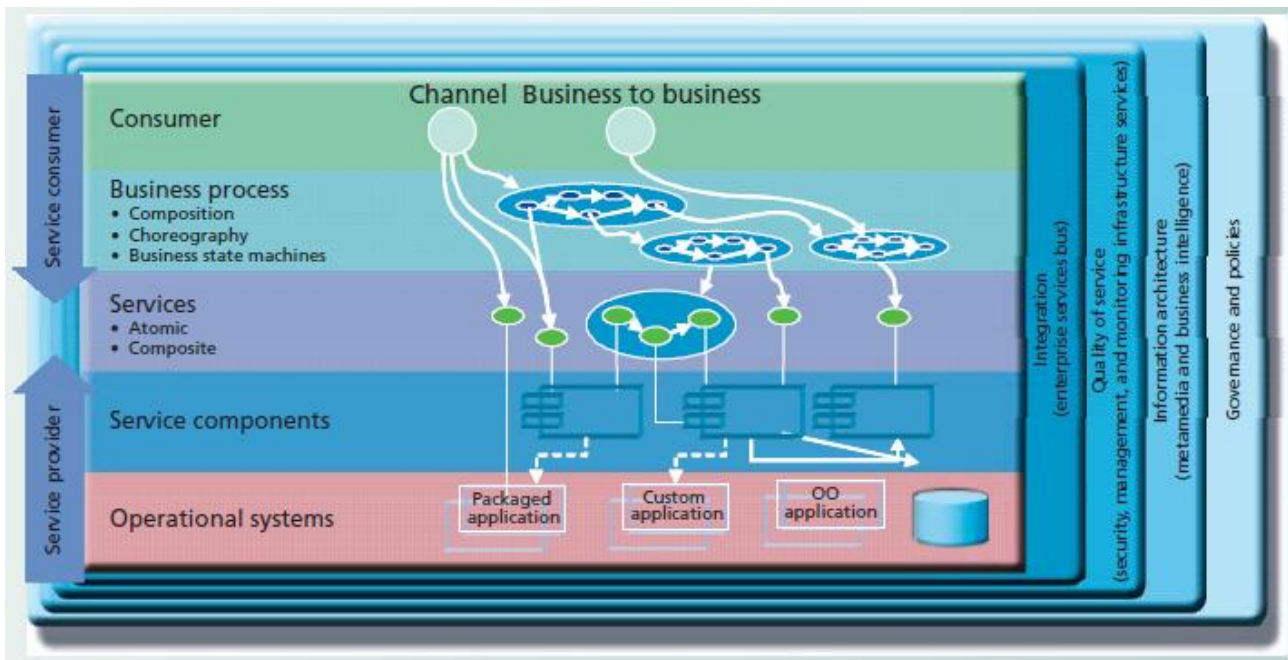 Service consumer
Service provider
Channel Business to business
Consumer
Business process
• Composition
• Choreography
• Business state machines
Services
• Atomic
• Composite
Service components
Operational systems
Packaged
application
Custom
application
OO
application
Integration
(enterprise services bus)
Quality of service
(security, management, and monitoring infrastructure services)
Information architecture
(metamedia and business intelligence)
Governance and policies